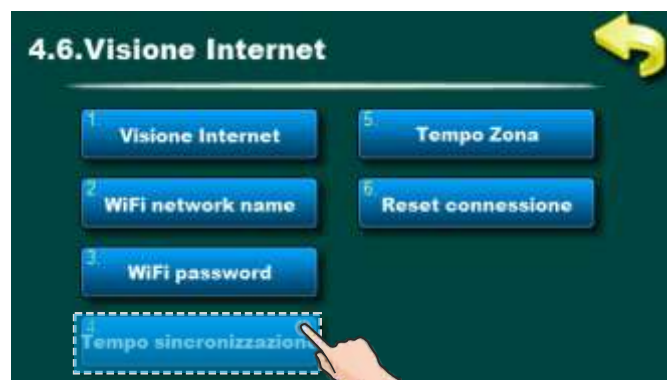 4.6.Visione Internet
1. Visione Internet
2. WiFi network name
3. WiFi password
4. Tempo sincronizzazione
5. Tempo Zona
6. Reset connessione